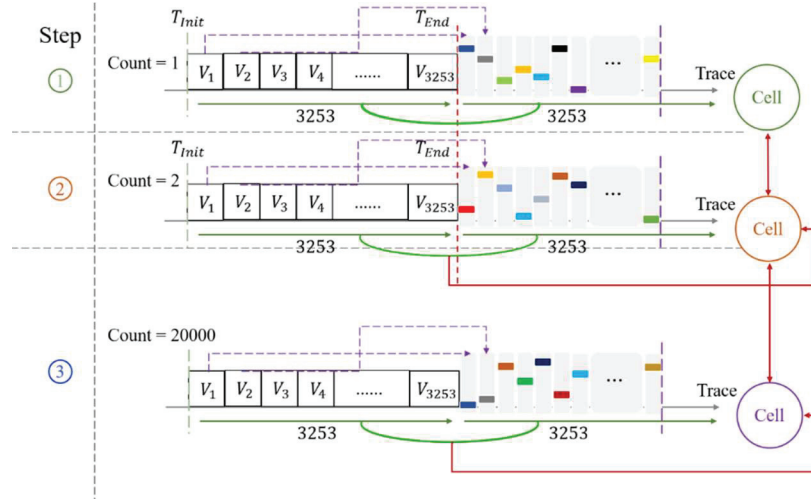 Step
T_Init
T_End
Count = 1
V_1 V_2 V_3 V_4 ...... V_3253
...
Trace
3253
3253
① 
Cell
T_Init
T_End
Count = 2
V_1 V_2 V_3 V_4 ...... V_3253
...
Trace
3253
3253
②
Cell
Count = 20000
V_1 V_2 V_3 V_4 ...... V_3253
...
Trace
3253
3253
③
Cell